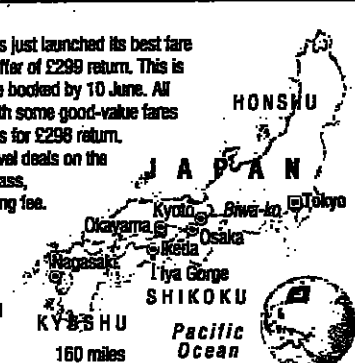 s just launched its best fare
ffer of £299 return. This is
e booked by 10 June. All
th some good-value fares
s for £298 return.
vel deals on the
ass,
ng fee.
HONSHU
JAPAN
Kyoto
Biwa-ko
Tokyo
Okayama
Osaka
Nagasaki
Ikeda
Iya Gorge
SHIKOKU
KYUSHU
Pacific
Ocean
160 miles